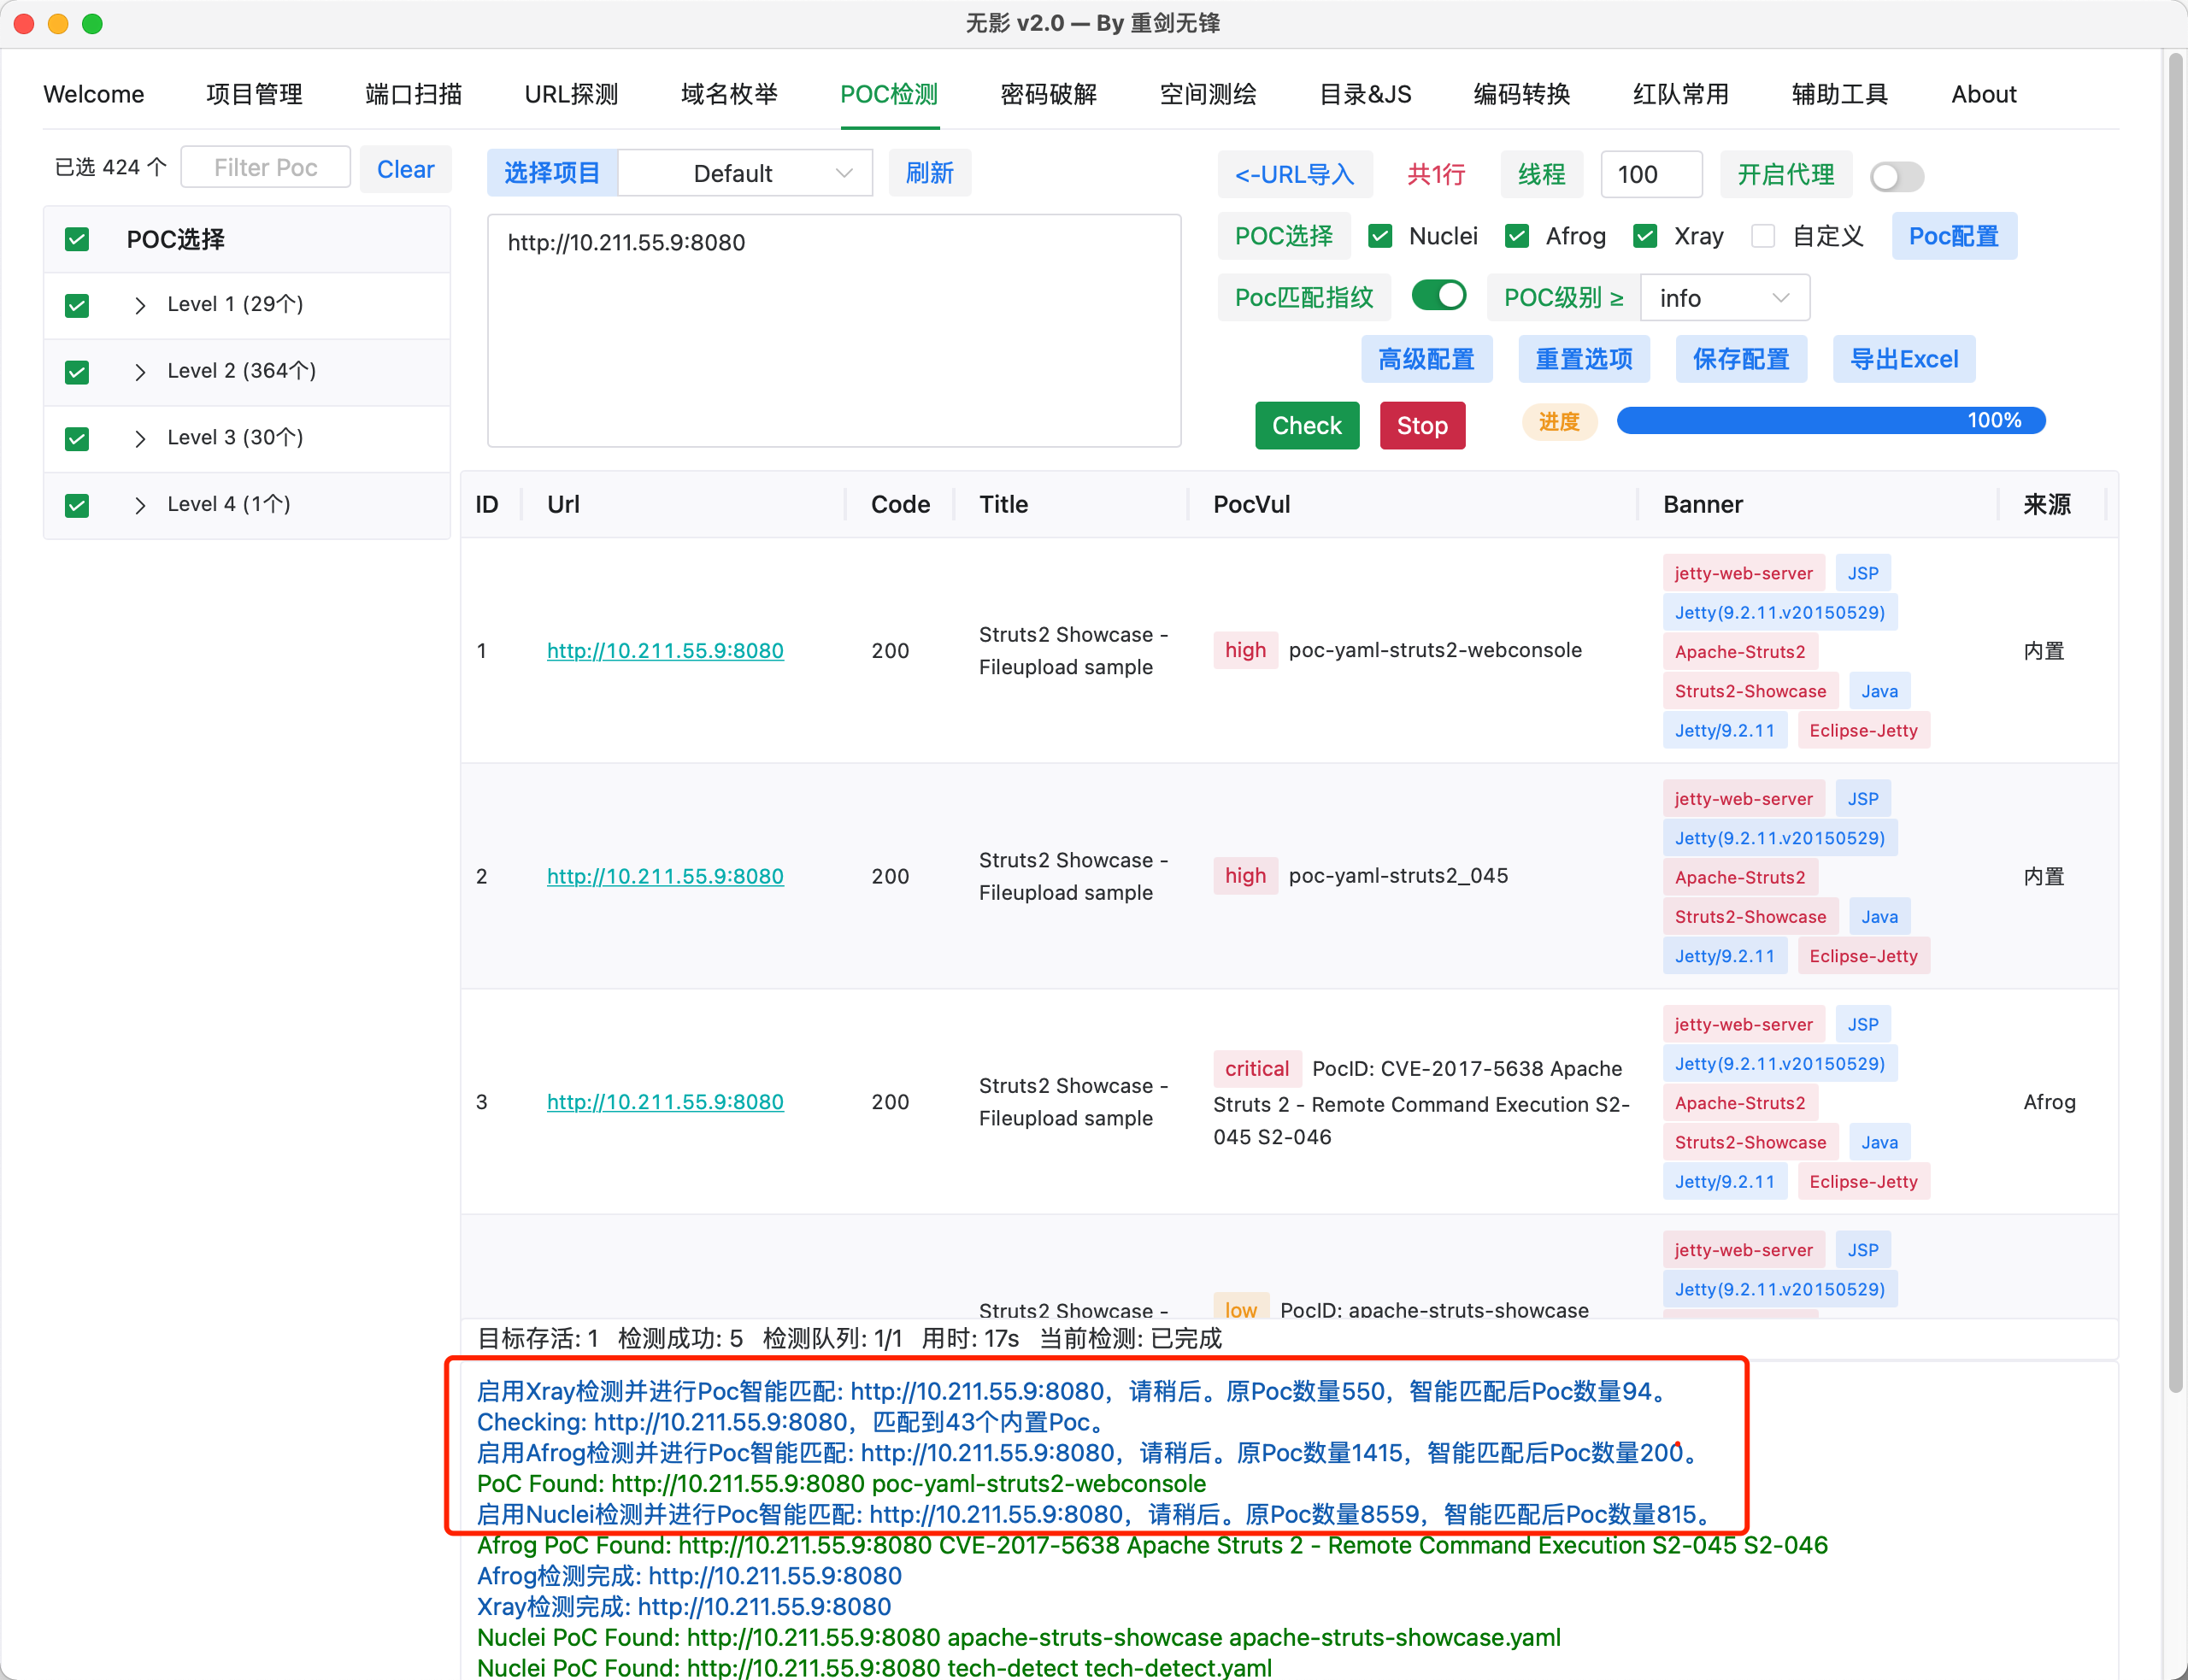 无影 v2.0 — By 重剑无锋
Welcome 项目管理 端口扫描 URL探测 域名枚举 POC检测 密码破解 空间测绘 目录&JS 编码转换 红队常用 辅助工具 About
已选 424 个 Filter Poc Clear
POC选择
Level 1 (29个)
Level 2 (364个)
Level 3 (30个)
Level 4 (1个)
选择项目 Default 刷新
http://10.211.55.9:8080
<-URL导入 共1行 线程 100 开启代理
POC选择 Nuclei Afrog Xray 自定义 Poc配置
Poc匹配指纹 POC级别 ≥ info
高级配置 重置选项 保存配置 导出Excel
Check Stop 进度 100%
ID Url Code Title PocVul Banner 来源
1 http://10.211.55.9:8080 200 Struts2 Showcase -
Fileupload sample
high poc-yaml-struts2-webconsole
jetty-web-server JSP
Jetty(9.2.11.v20150529)
Apache-Struts2
Struts2-Showcase Java
Jetty/9.2.11 Eclipse-Jetty
内置
2 http://10.211.55.9:8080 200 Struts2 Showcase -
Fileupload sample
high poc-yaml-struts2_045
jetty-web-server JSP
Jetty(9.2.11.v20150529)
Apache-Struts2
Struts2-Showcase Java
Jetty/9.2.11 Eclipse-Jetty
内置
3 http://10.211.55.9:8080 200 Struts2 Showcase -
Fileupload sample
critical PocID: CVE-2017-5638 Apache
Struts 2 - Remote Command Execution S2-
045 S2-046
jetty-web-server JSP
Jetty(9.2.11.v20150529)
Apache-Struts2
Struts2-Showcase Java
Jetty/9.2.11 Eclipse-Jetty
Afrog
Struts2 Showcase -
low PocID: apache-struts-showcase
jetty-web-server JSP
Jetty(9.2.11.v20150529)
目标存活: 1 检测成功: 5 检测队列: 1/1 用时: 17s 当前检测: 已完成
启用Xray检测并进行Poc智能匹配: http://10.211.55.9:8080，请稍后。原Poc数量550，智能匹配后Poc数量94。
Checking: http://10.211.55.9:8080，匹配到43个内置Poc。
启用Afrog检测并进行Poc智能匹配: http://10.211.55.9:8080，请稍后。原Poc数量1415，智能匹配后Poc数量200。
PoC Found: http://10.211.55.9:8080 poc-yaml-struts2-webconsole
启用Nuclei检测并进行Poc智能匹配: http://10.211.55.9:8080，请稍后。原Poc数量8559，智能匹配后Poc数量815。
Afrog PoC Found: http://10.211.55.9:8080 CVE-2017-5638 Apache Struts 2 - Remote Command Execution S2-045 S2-046
Afrog检测完成: http://10.211.55.9:8080
Xray检测完成: http://10.211.55.9:8080
Nuclei PoC Found: http://10.211.55.9:8080 apache-struts-showcase apache-struts-showcase.yaml
Nuclei PoC Found: http://10.211.55.9:8080 tech-detect tech-detect.yaml